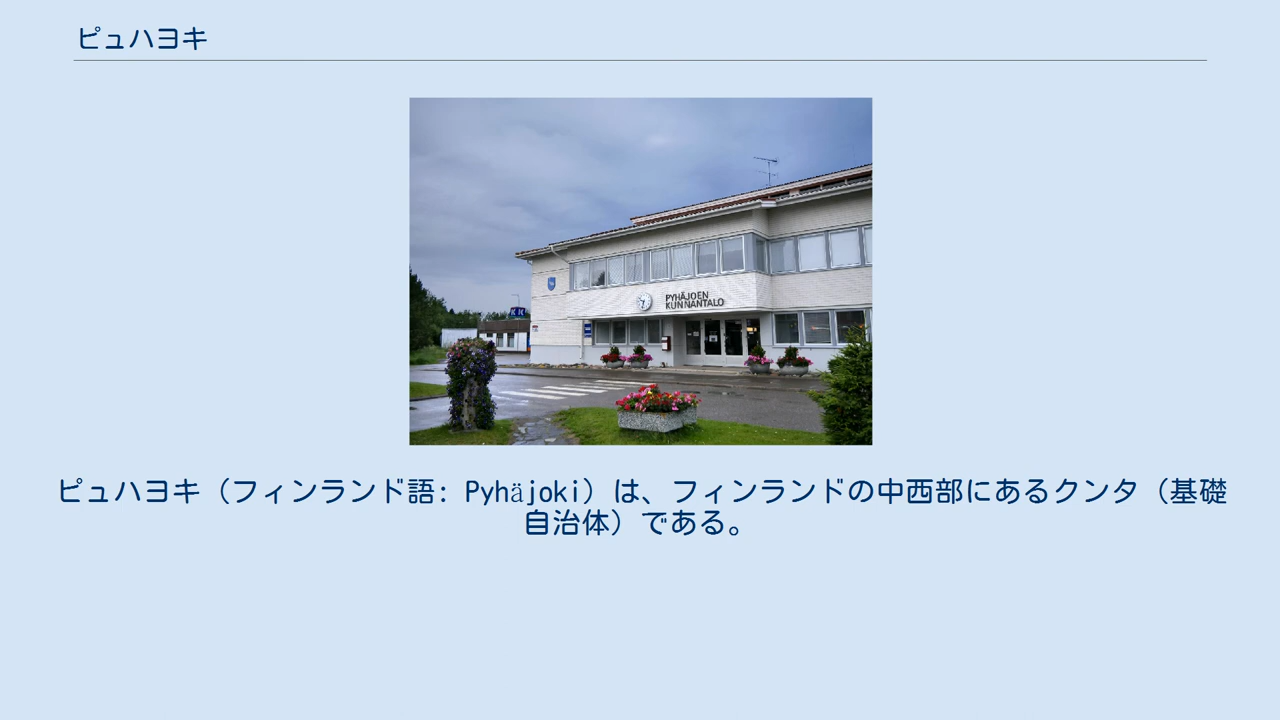 ピュハヨキ
PYHÄJOEN
KUNNANTALO
ピュハヨキ（フィンランド語: Pyhäjoki）は、フィンランドの中西部にあるクンタ（基礎
自治体）である。